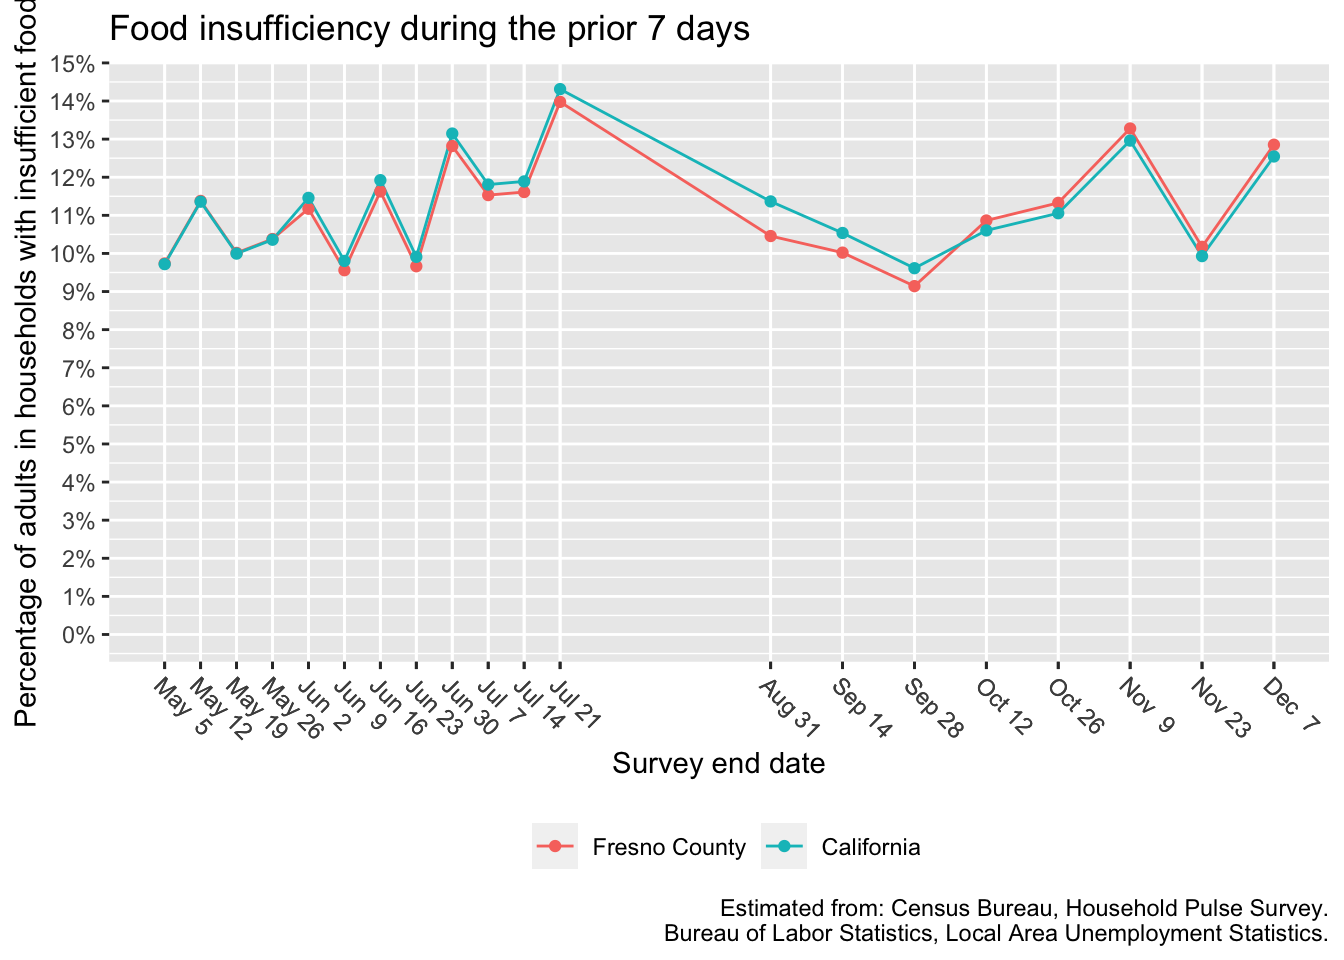 Food insufficiency during the prior 7 days
Percentage of adults in households with insufficient food
15%
14%
13%
12%
11%
10%
9%
8%
7%
6%
5%
4%
3%
2%
1%
0%
May  5
May 12
May 19
May 26
Jun  2
Jun  9
Jun 16
Jun 23
Jun 30
Jul  7
Jul 14
Jul 21
Aug 31
Sep 14
Sep 28
Oct 12
Oct 26
Nov  9
Nov 23
Dec  7
Survey end date
Fresno County
California
Estimated from: Census Bureau, Household Pulse Survey.
Bureau of Labor Statistics, Local Area Unemployment Statistics.